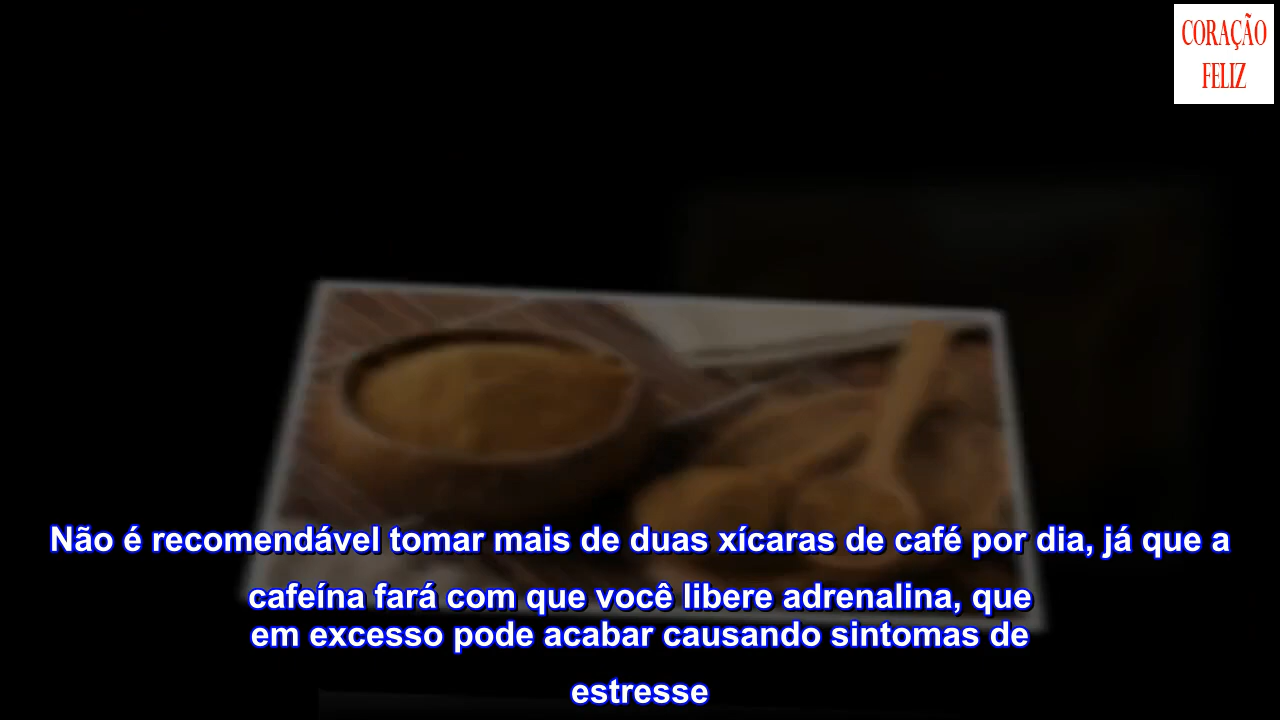 CORAÇÃO
FELIZ
Não é recomendável tomar mais de duas xícaras de café por dia, já que a
cafeína fará com que você libere adrenalina, que
em excesso pode acabar causando sintomas de
estresse